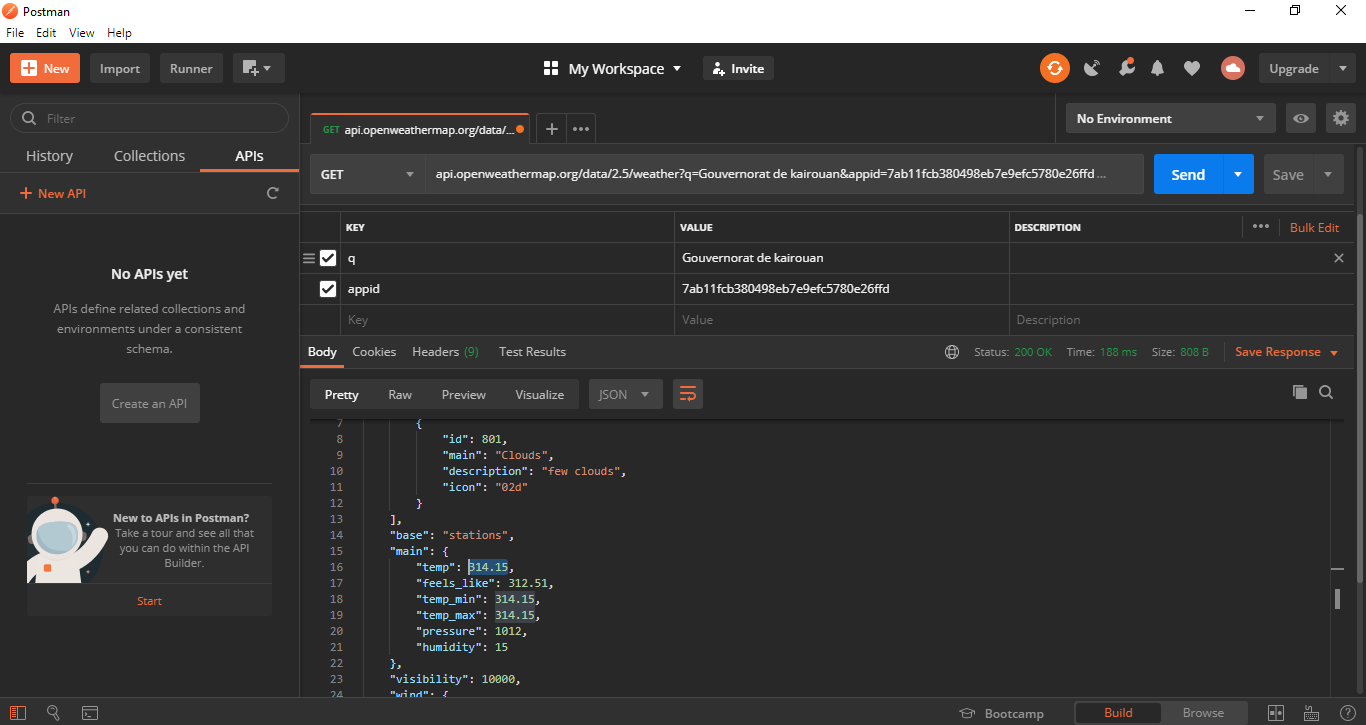 Postman
File Edit View Help
New Import Runner My Workspace Invite Upgrade
Filter
History Collections APIs
New API
No APIs yet
APIs define related collections and
environments under a consistent
schema.
Create an API
New to APIs in Postman?
Take a tour and see all that
you can do within the API
Builder.
Start
GET api.openweathermap.org/data/... No Environment
GET api.openweathermap.org/data/2.5/weather?q=Gouvernorat de kairouan&appid=7ab11fcb380498eb7e9efc5780e26ffd ... Send Save
KEY VALUE DESCRIPTION Bulk Edit
q Gouvernorat de kairouan
appid 7ab11fcb380498eb7e9efc5780e26ffd
Key Value Description
Body Cookies Headers (9) Test Results Status: 200 OK Time: 188 ms Size: 808 B Save Response
Pretty Raw Preview Visualize JSON
7 {
8 "id": 801,
9 "main": "Clouds",
10 "description": "few clouds",
11 "icon": "02d"
12 }
13 ],
14 "base": "stations",
15 "main": {
16 "temp": 314.15,
17 "feels_like": 312.51,
18 "temp_min": 314.15,
19 "temp_max": 314.15,
20 "pressure": 1012,
21 "humidity": 15
22 },
23 "visibility": 10000,
24 "wind": {
Bootcamp Build Browse